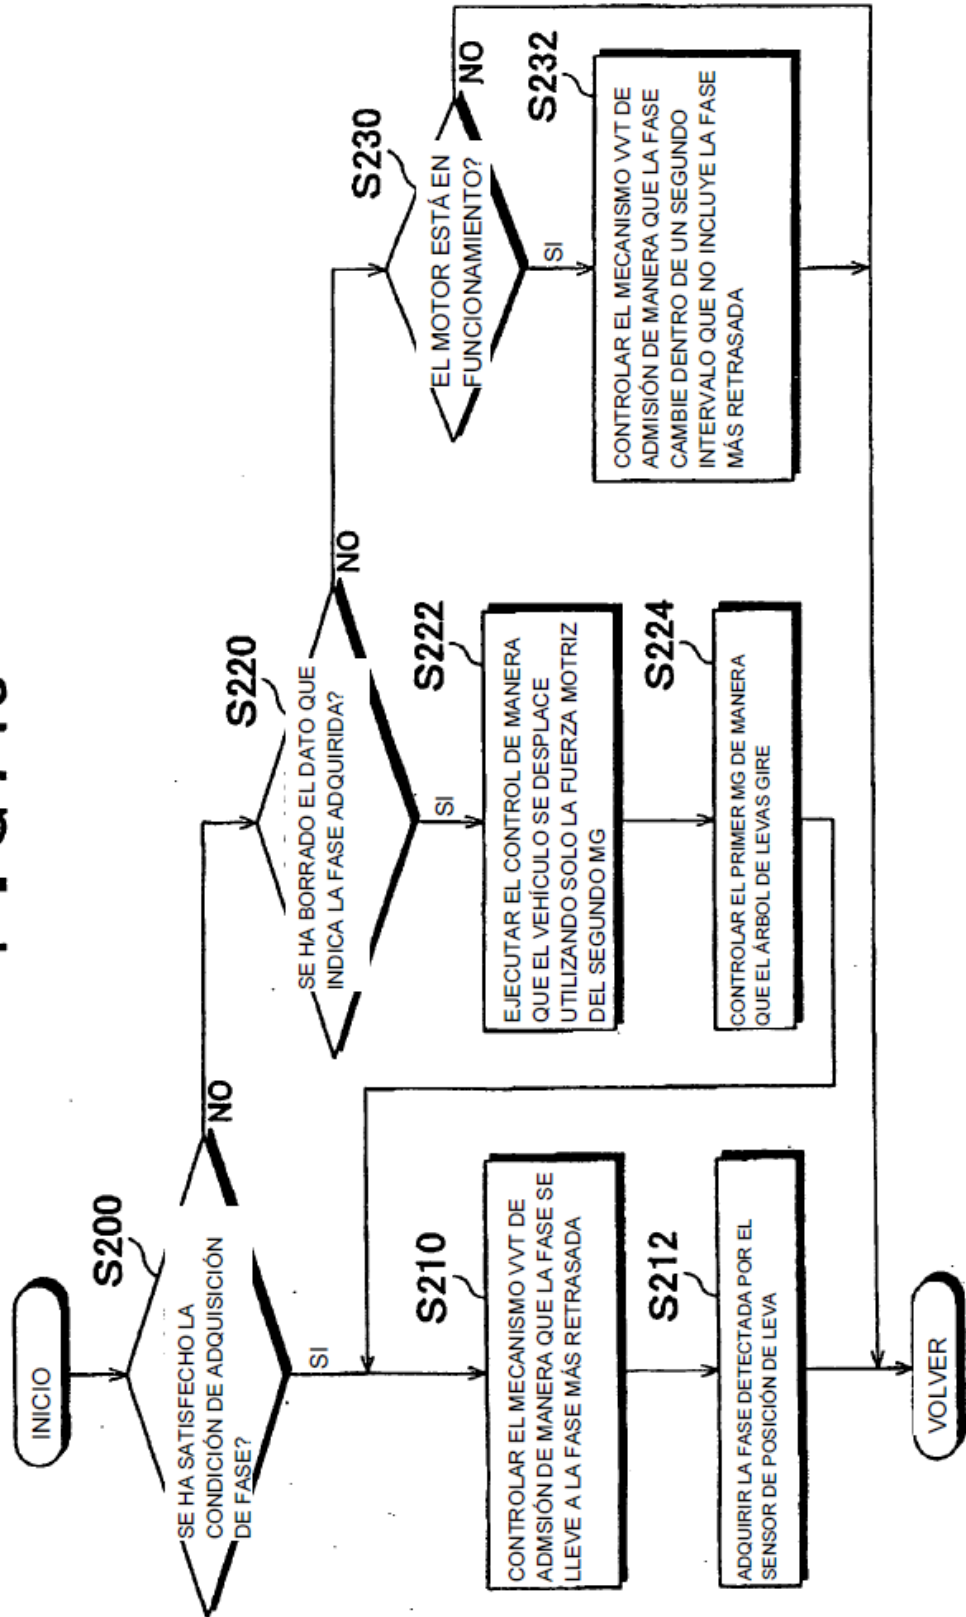 INICIO
S200
SE HA SATISFECHO LA
CONDICIÓN DE ADQUISICIÓN
DE FASE?
NO
SI
S210
CONTROLAR EL MECANISMO VVT DE
ADMSIÓN DE MANERA QUE LA FASE SE
LLEVE A LA FASE MÁS RETRASADA
S212
ADQUIRIR LA FASE DETECTADA POR EL
SENSOR DE POSICIÓN DE LEVA
VOLVER
S220
SE HA BORRADO EL DATO QUE
INDICA LA FASE ADQUIRIDA?
NO
SI
S222
EJECUTAR EL CONTROL DE MANERA
QUE EL VEHÍCULO SE DESPLACE
UTILIZANDO SOLO LA FUERZA MOTRIZ
DEL SEGUNDO MG
S224
CONTROLAR EL PRIMER MG DE MANERA
QUE EL ÁRBOL DE LEVAS GIRE
S230
EL MOTOR ESTÁ EN
FUNCIONAMIENTO?
NO
SI
S232
CONTROLAR EL MECANISMO VVT DE
ADMISIÓN DE MANERA QUE LA FASE
CAMBIE DENTRO DE UN SEGUNDO
INTERVALO QUE NO INCLUYE LA FASE
MÁS RETRASADA